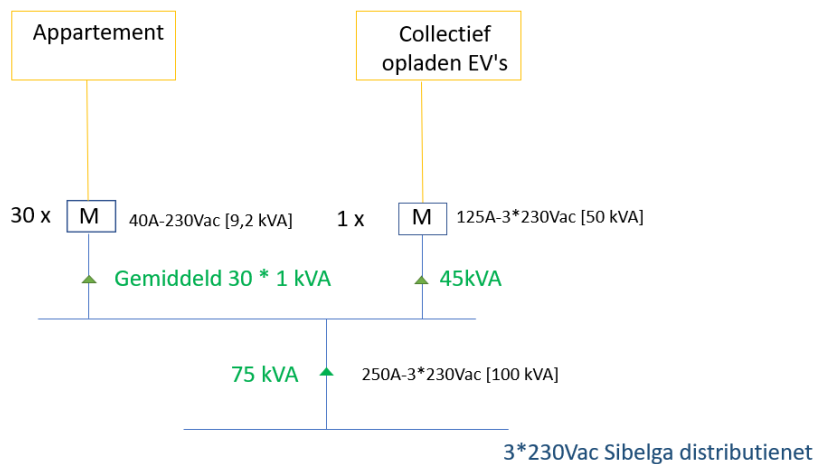 Appartement
Collectief
opladen EV's
30 x
M
40A-230Vac [9,2 kVA]
1 x
M
125A-3*230Vac [50 kVA]
Gemiddeld 30 * 1 kVA
45kVA
75 kVA
250A-3*230Vac [100 kVA]
3*230Vac Sibelga distributienet